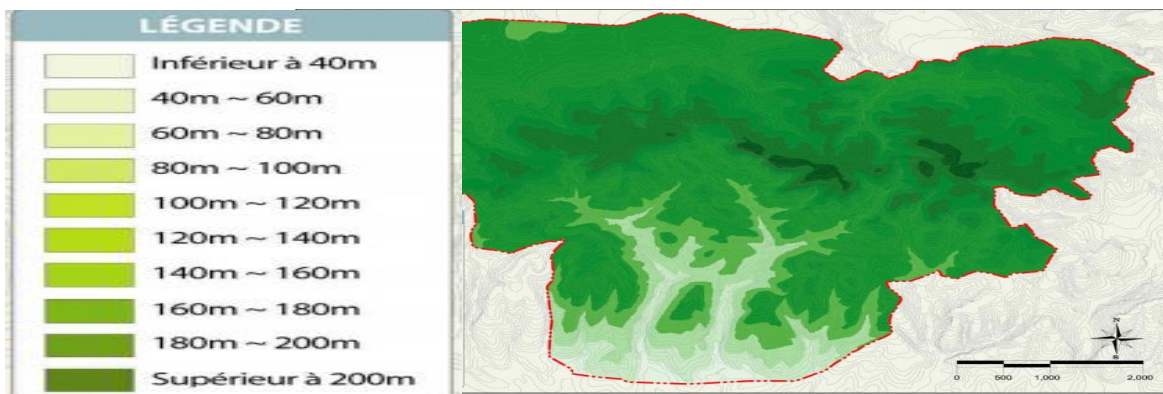 LÉGENDE
Inférieur à 40m
40m ~ 60m
60m ~ 80m
80m ~ 100m
100m ~ 120m
120m ~ 140m
140m ~ 160m
160m ~ 180m
180m ~ 200m
Supérieur à 200m
N
0 500 1,000 2,000